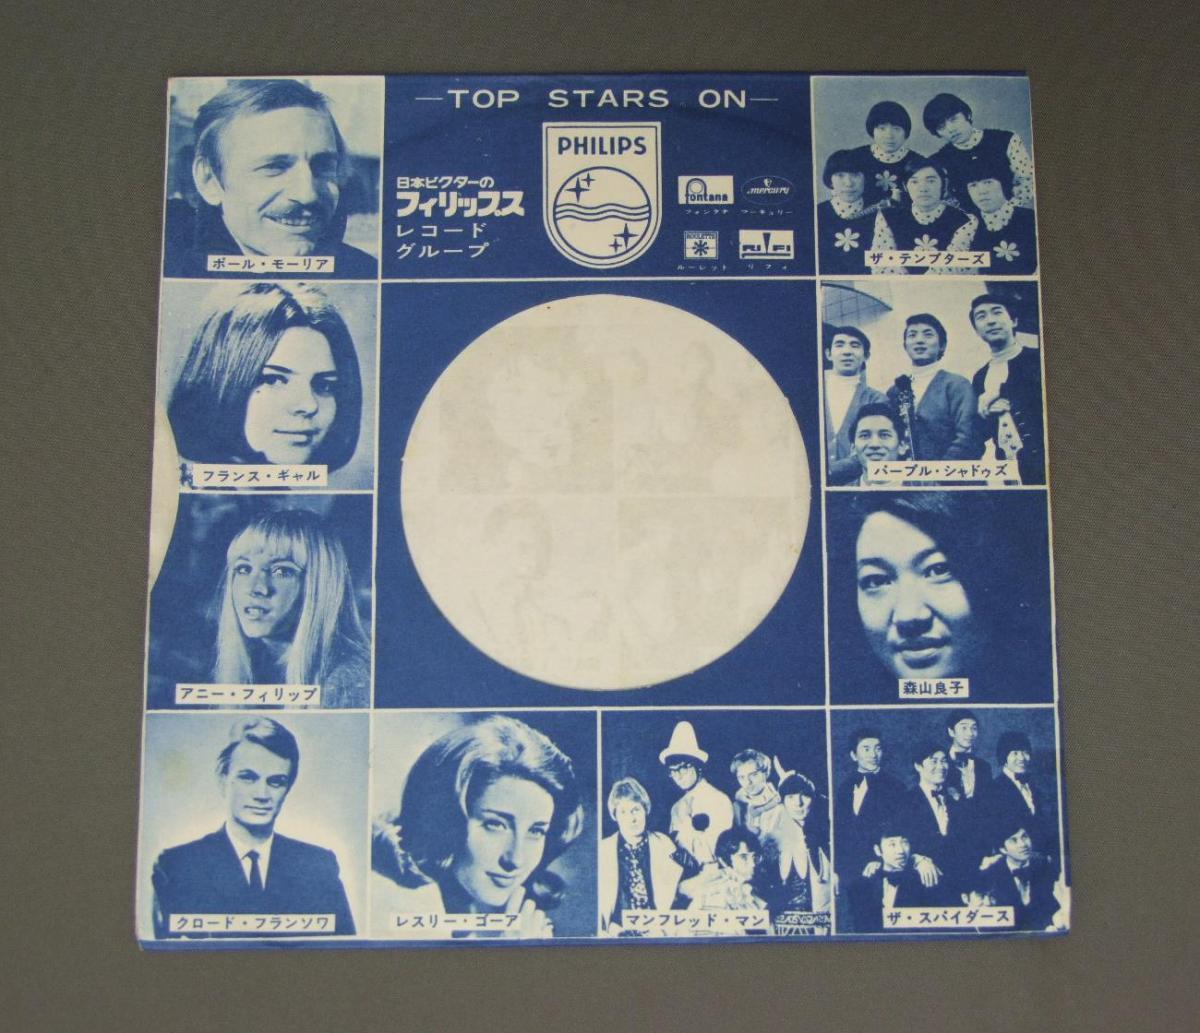 —TOP STARS ON—
PHILIPS
日本ビクターの
フィリップス
レコード
グループ
fontana
フォンタナ
MERCURY
マーキュリー
ROULETTE
ルーレット
RI-FI
リフィ
ポール・モーリア
ザ・テンプターズ
フランス・ギャル
パープル・シャドウズ
アニー・フィリップ
森山良子
クロード・フランソワ
レスリー・ゴーア
マンフレッド・マン
ザ・スパイダース